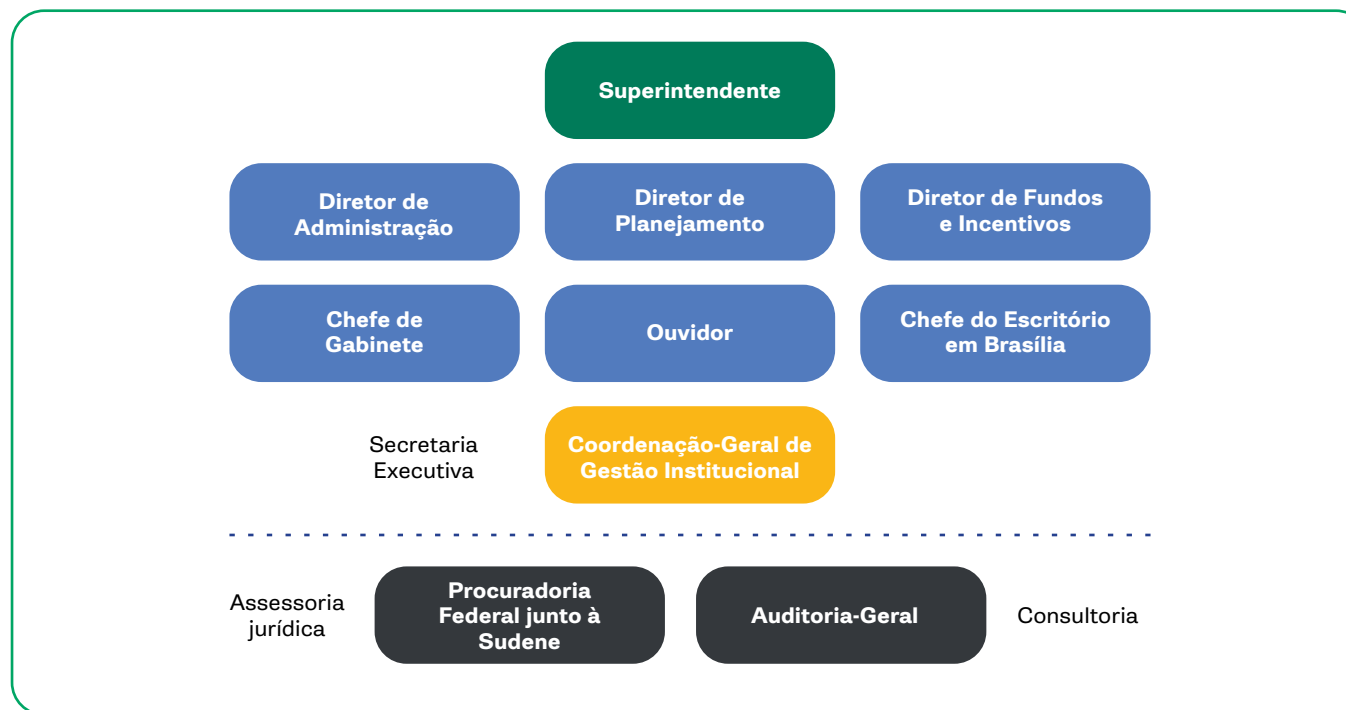 Superintendente
Diretor de
Administração
Diretor de
Planejamento
Diretor de Fundos
e Incentivos
Chefe de
Gabinete
Ouvidor
Chefe do Escritório
em Brasília
Secretaria
Executiva
Coordenação-Geral de
Gestão Institucional
Assessoria
jurídica
Procuradoria
Federal junto à
Sudene
Auditoria-Geral
Consultoria